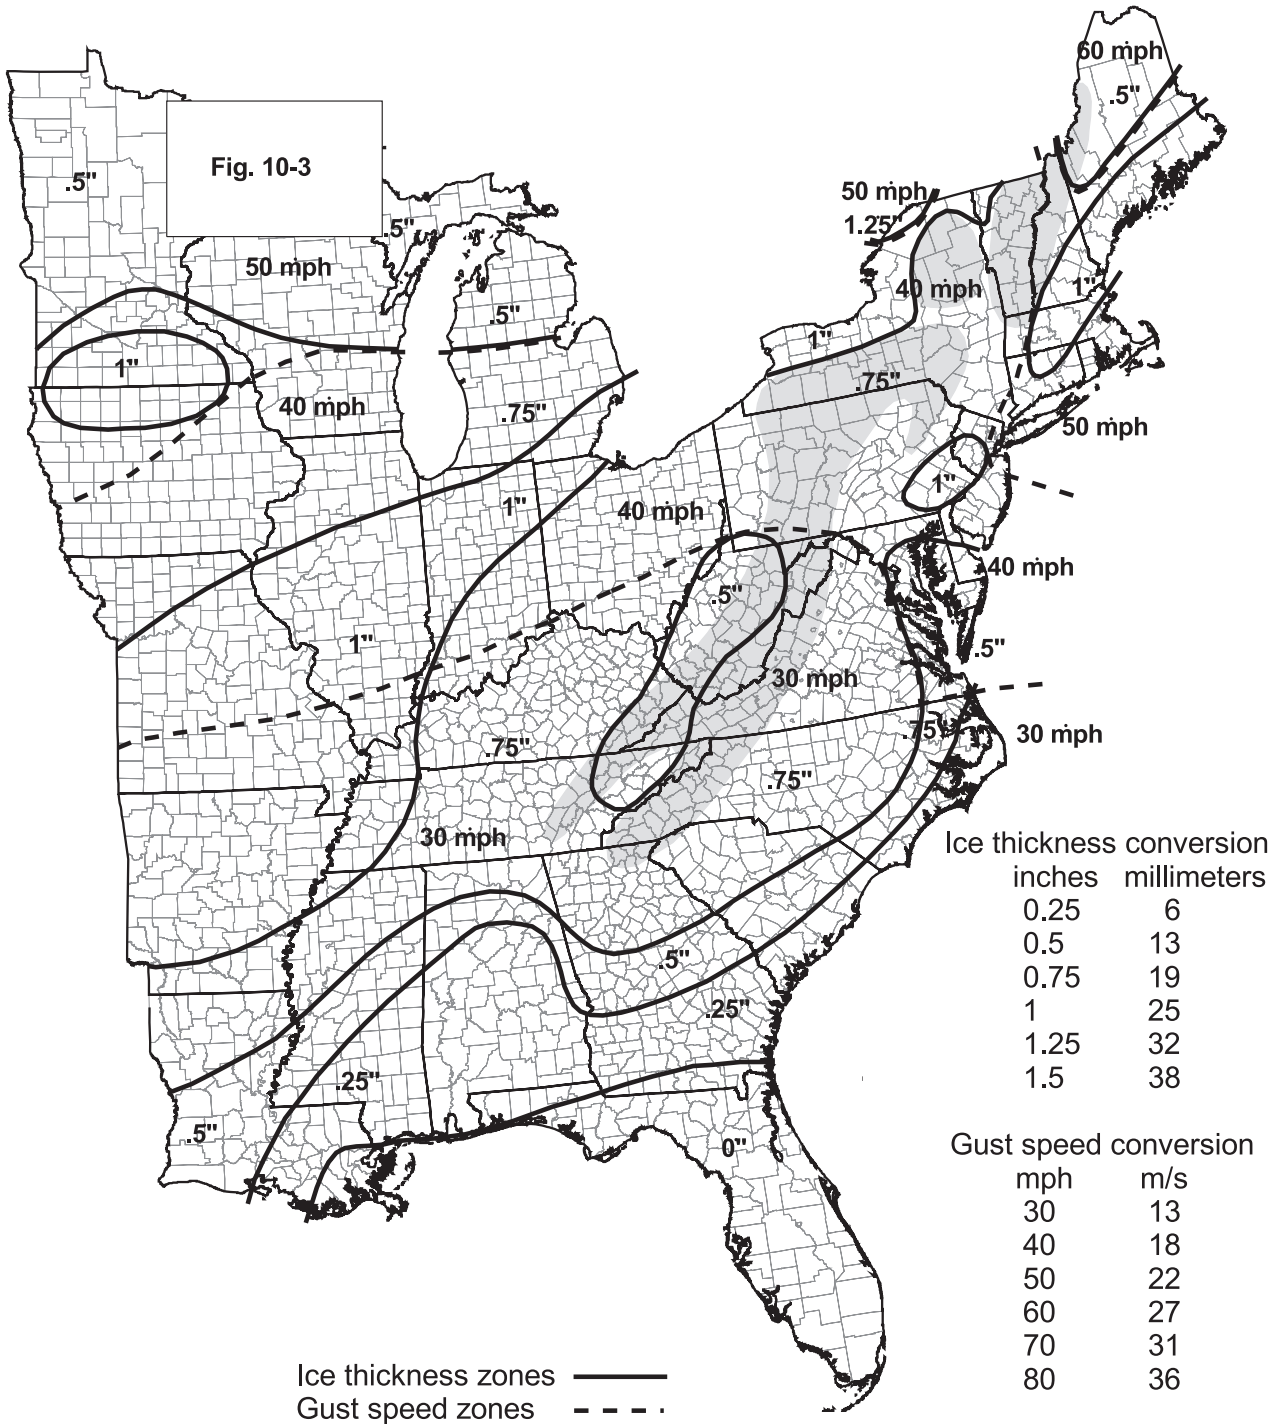 60 mph
.5"
Fig. 10-3
.5"
50 mph
1.25"
.5"
50 mph
40 mph
1"
.5"
1"
1"
.75"
40 mph
.75"
50 mph
1"
1"
40 mph
40 mph
.5"
1"
.5"
30 mph
.75"
30 mph
.75"
.75"
30 mph
Ice thickness conversion
inches millimeters
0.25 6
0.5 13
0.75 19
1 25
1.25 32
1.5 38
.5"
.25"
.25"
.5"
0"
Gust speed conversion
mph m/s
30 13
40 18
50 22
60 27
70 31
80 36
Ice thickness zones
Gust speed zones